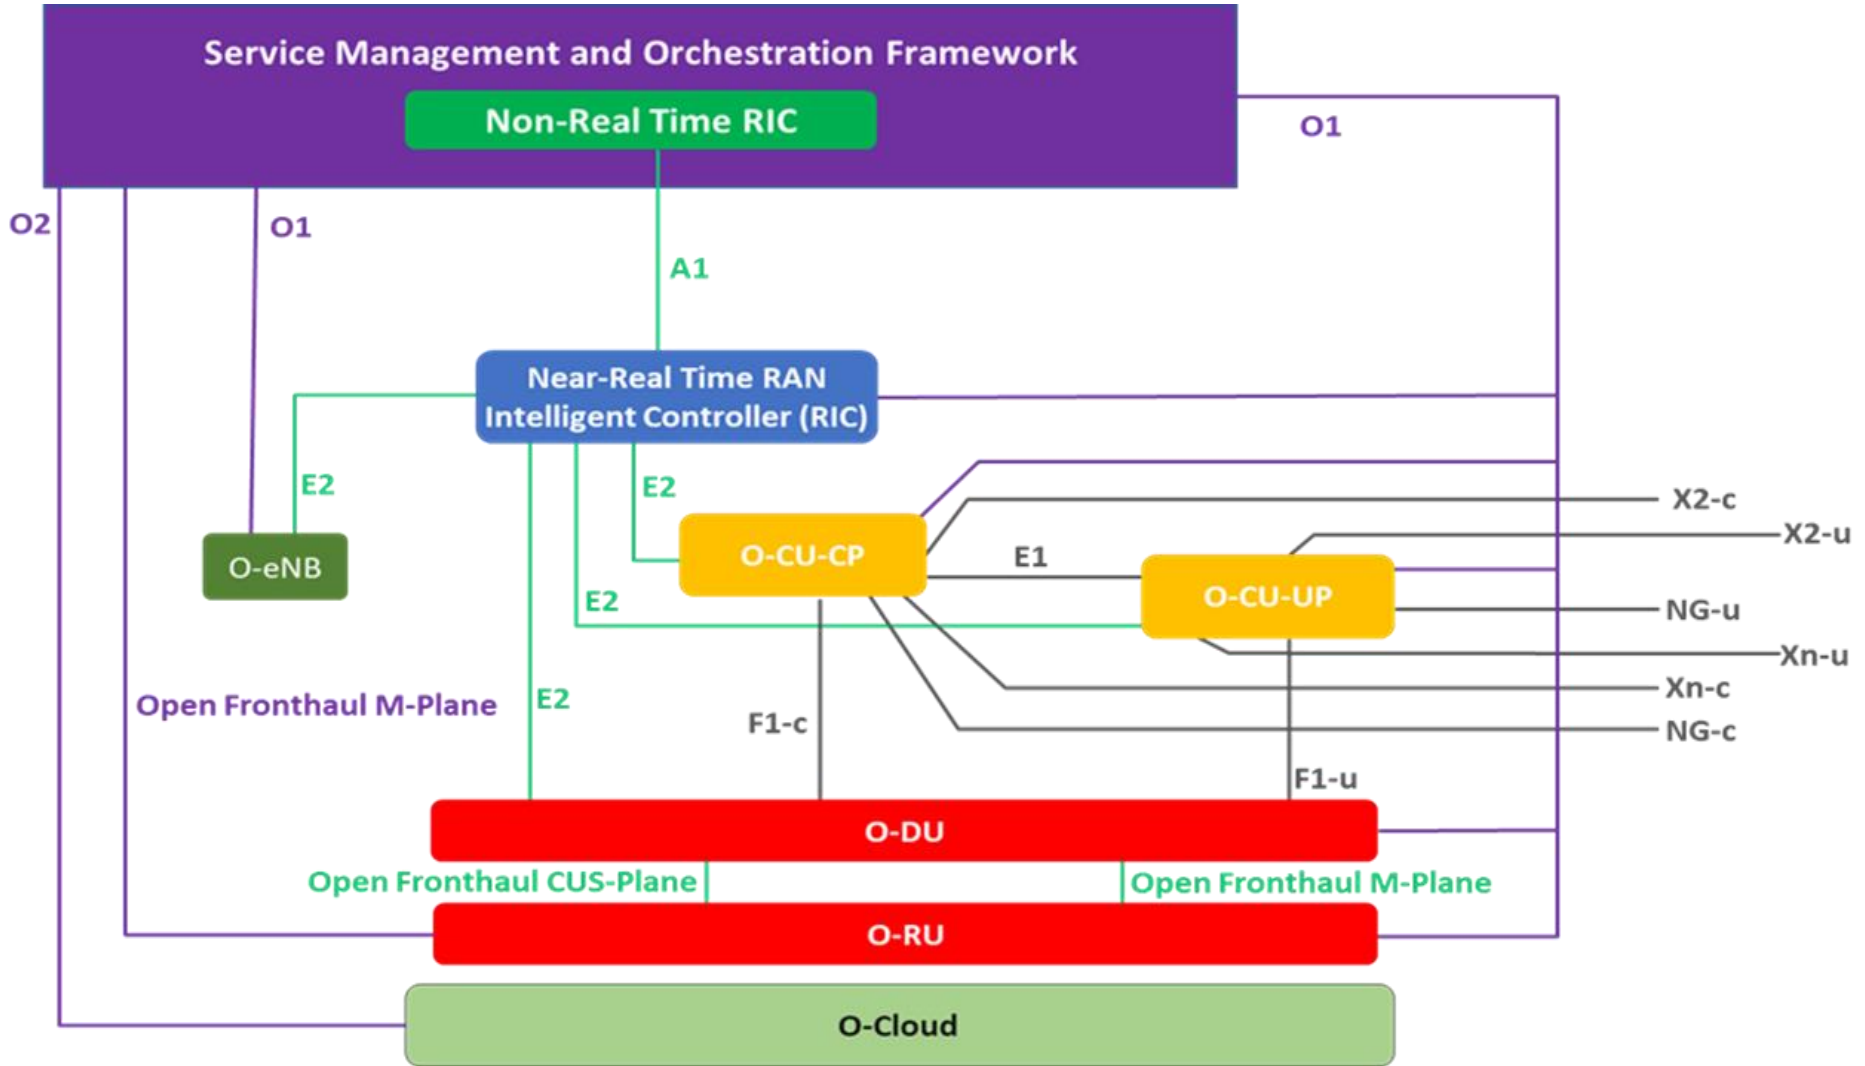 Service Management and Orchestration Framework
Non-Real Time RIC
O1
O2
O1
A1
Near-Real Time RAN
Intelligent Controller (RIC)
E2
E2
X2-c
X2-u
O-CU-CP
E1
O-eNB
O-CU-UP
E2
NG-u
Xn-u
Xn-c
E2
Open Fronthaul M-Plane
F1-c
NG-c
F1-u
O-DU
Open Fronthaul CUS-Plane
Open Fronthaul M-Plane
O-RU
O-Cloud